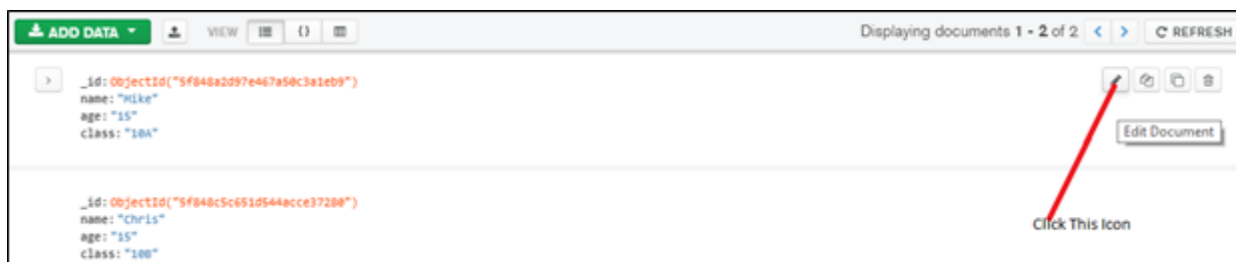 ADD DATA VIEW {} Displaying documents 1 - 2 of 2 < > REFRESH
> _id: ObjectId("5f848a2d97e467a50c3a1eb9")
name: "Mike"
age: "15"
class: "10A"
Edit Document
_id: ObjectId("5f848c5c651d544acce37280")
name: "Chris"
age: "15"
class: "10B"
Click This Icon